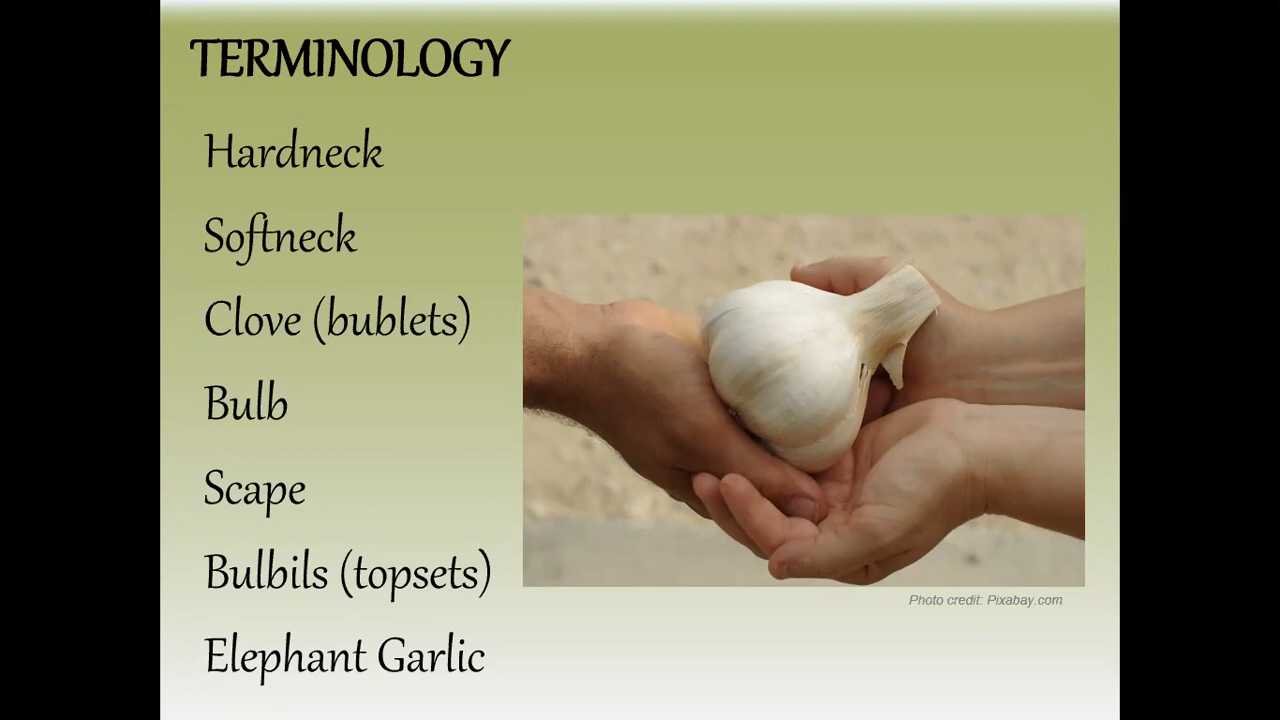 TERMINOLOGY
Hardneck
Softneck
Clove (bublets)
Bulb
Scape
Bulbils (topsets)
Elephant Garlic
Photo credit: Pixabay.com